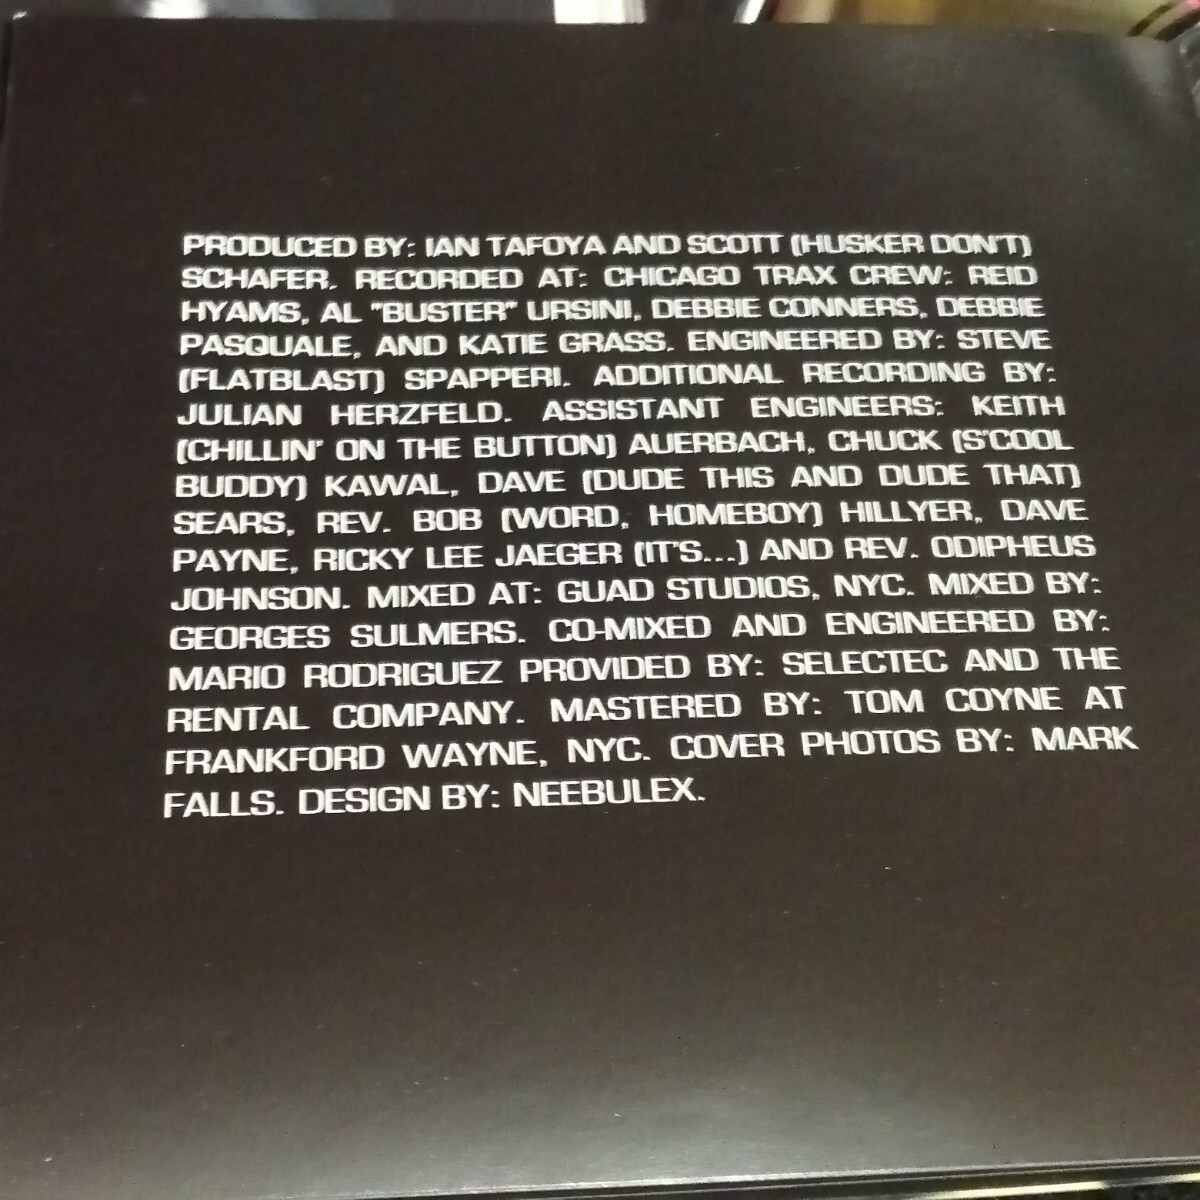 PRODUCED BY: IAN TAFOYA AND SCOTT (HUSKER DON'T)
SCHAFER. RECORDED AT: CHICAGO TRAX CREW: REID
HYAMS, AL "BUSTER" URSINI, DEBBIE CONNERS, DEBBIE
PASQUALE, AND KATIE GRASS. ENGINEERED BY: STEVE
(FLATBLAST) SPAPPERI. ADDITIONAL RECORDING BY:
JULIAN HERZFELD. ASSISTANT ENGINEERS: KEITH
(CHILLIN' ON THE BUTTON) AUERBACH, CHUCK (S'COOL
BUDDY) KAWAL, DAVE (DUDE THIS AND DUDE THAT)
SEARS, REV. BOB (WORD, HOMEBOY) HILLYER, DAVE
PAYNE, RICKY LEE JAEGER (IT'S...) AND REV. ODIPHEUS
JOHNSON. MIXED AT: GUAD STUDIOS, NYC. MIXED BY:
GEORGES SULMERS. CO-MIXED AND ENGINEERED BY:
MARIO RODRIGUEZ PROVIDED BY: SELECTEC AND THE
RENTAL COMPANY. MASTERED BY: TOM COYNE AT
FRANKFORD WAYNE, NYC. COVER PHOTOS BY: MARK
FALLS. DESIGN BY: NEEBULEX.